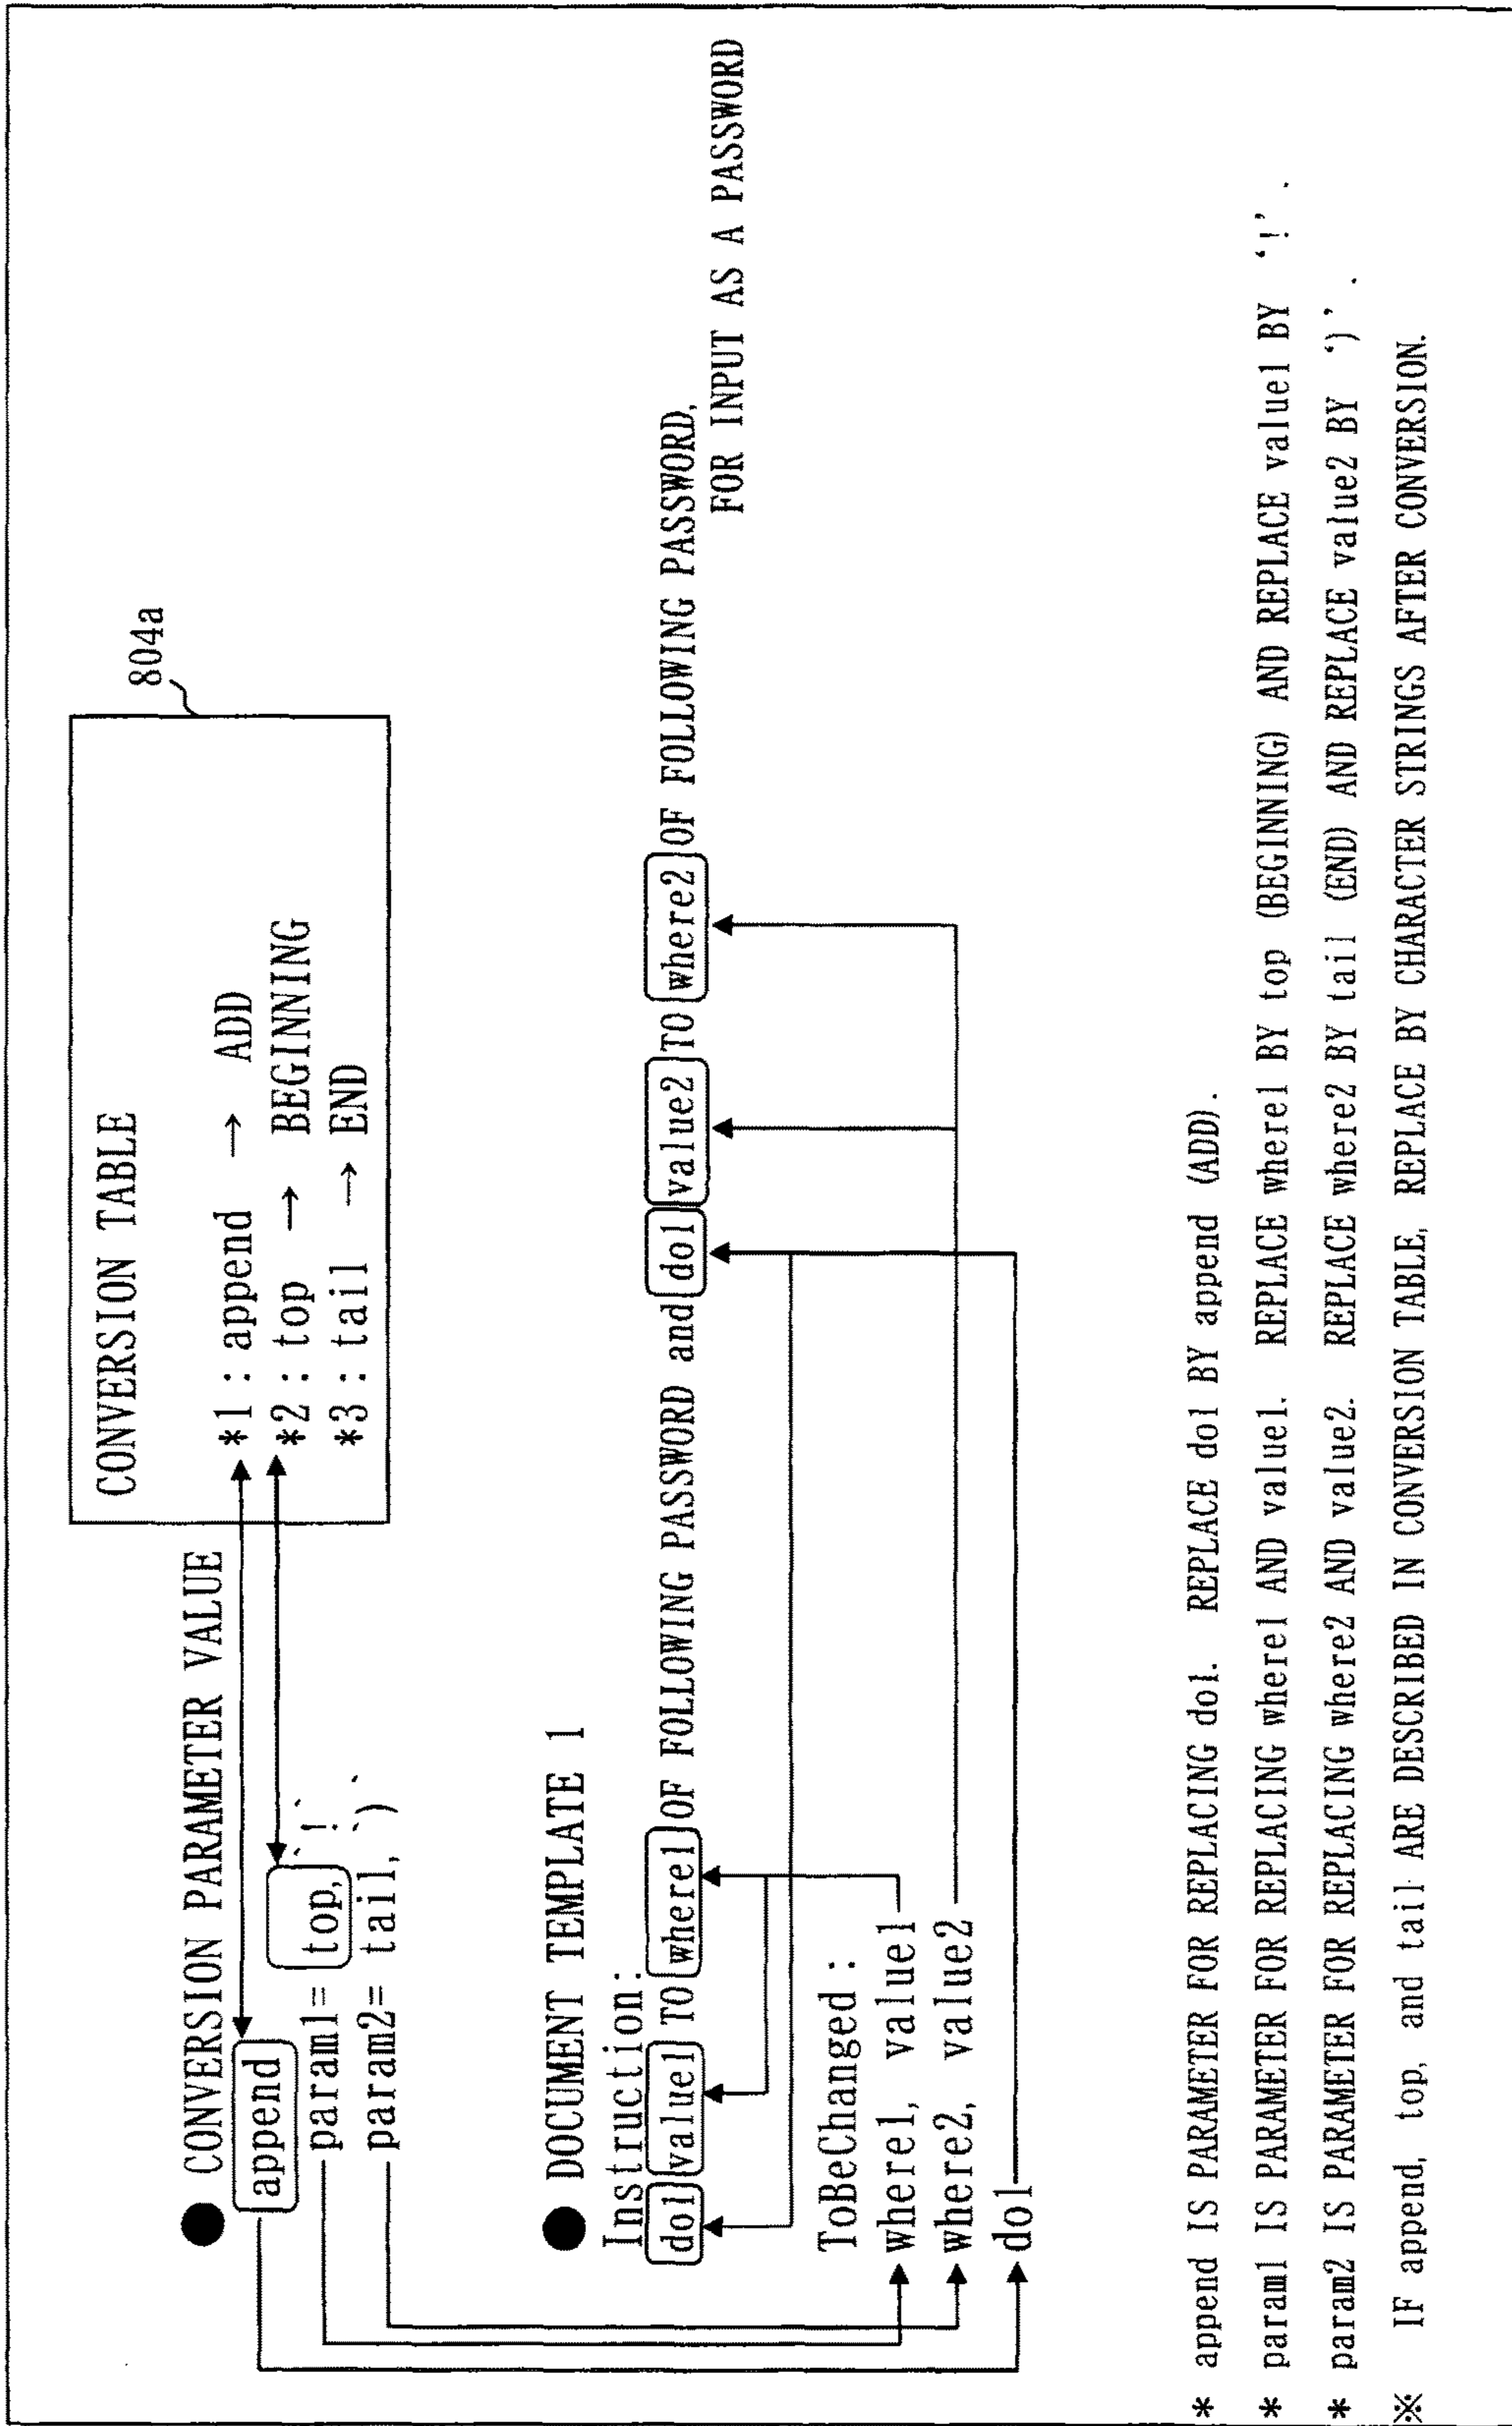 CONVERSION TABLE
804a
*1 : append → ADD
*2 : top → BEGINNING
*3 : tail → END
● CONVERSION PARAMETER VALUE
append
param1= top, `!`
param2= tail, `)`
● DOCUMENT TEMPLATE 1
Instruction:
do1 value1 TO where1 OF FOLLOWING PASSWORD and do1 value2 TO where2 OF FOLLOWING PASSWORD,
FOR INPUT AS A PASSWORD
ToBeChanged :
where1, value1
where2, value2
do1
* append IS PARAMETER FOR REPLACING do1. REPLACE do1 BY append (ADD).
* param1 IS PARAMETER FOR REPLACING where1 AND value1. REPLACE where1 BY top (BEGINNING) AND REPLACE value1 BY ‘!’.
* param2 IS PARAMETER FOR REPLACING where2 AND value2. REPLACE where2 BY tail (END) AND REPLACE value2 BY ‘)’.
※ IF append, top, and tail ARE DESCRIBED IN CONVERSION TABLE, REPLACE BY CHARACTER STRINGS AFTER CONVERSION.